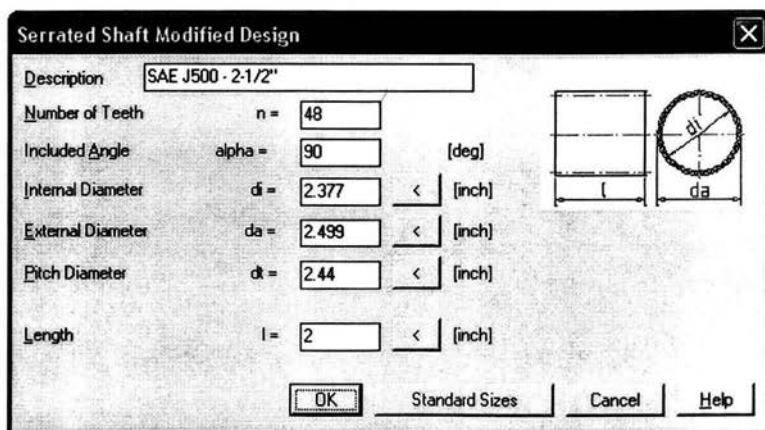 Serrated Shaft Modified Design
Description SAE J500 - 2-1/2"
Number of Teeth n = 48
Included Angle alpha = 90 [deg]
Internal Diameter di = 2.377 < [inch]
External Diameter da = 2.499 < [inch]
Pitch Diameter dt = 2.44 < [inch]
Length l = 2 < [inch]
di
l da
OK Standard Sizes Cancel Help